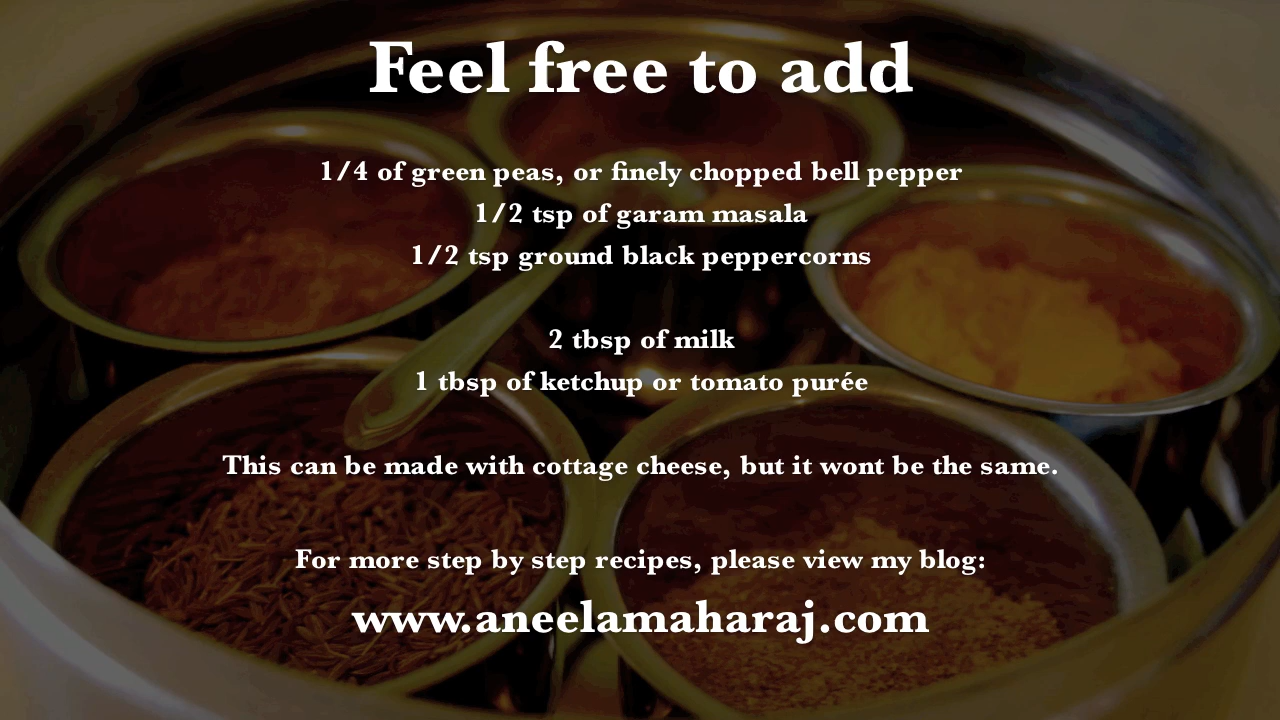 Feel free to add
1/4 of green peas, or finely chopped bell pepper
1/2 tsp of garam masala
1/2 tsp ground black peppercorns
2 tbsp of milk
1 tbsp of ketchup or tomato purée
This can be made with cottage cheese, but it wont be the same.
For more step by step recipes, please view my blog:
www.aneelamaharaj.com